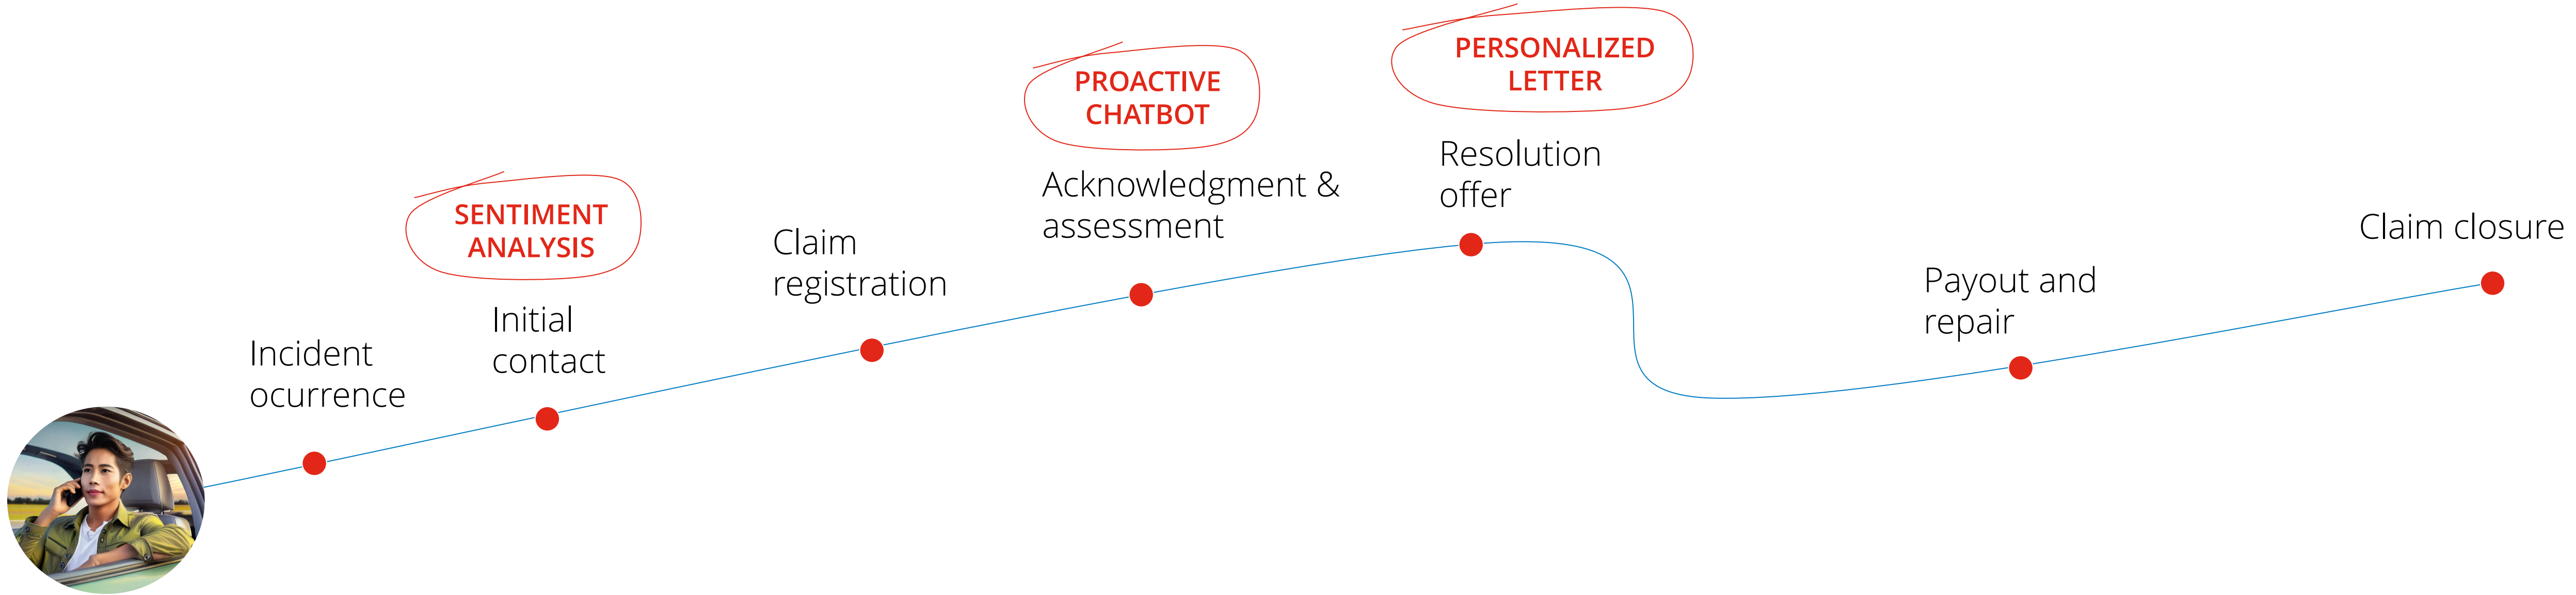 Incident
ocurrence
SENTIMENT
ANALYSIS
Initial
contact
Claim
registration
PROACTIVE
CHATBOT
Acknowledgment &
assessment
PERSONALIZED
LETTER
Resolution
offer
Payout and
repair
Claim closure